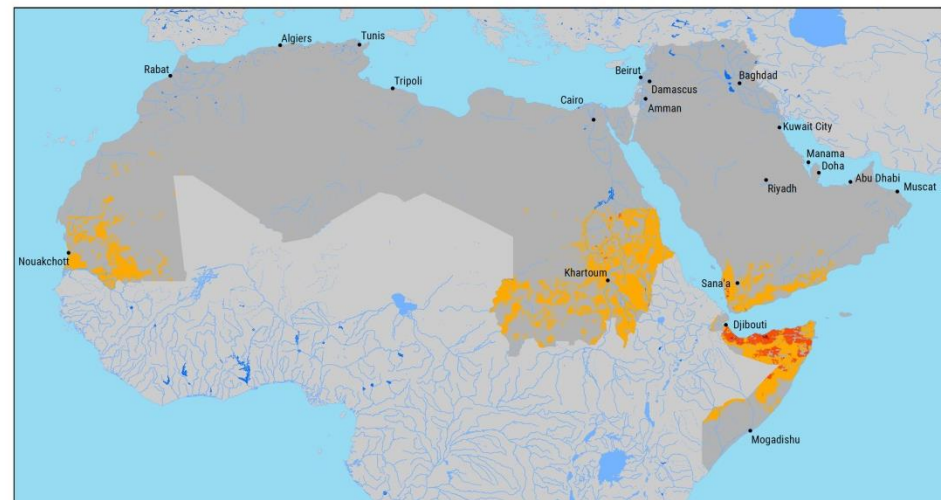 Algiers
Tunis
Rabat
Tripoli
Beirut
Baghdad
Damascus
Amman
Cairo
Kuwait City
Manama
Doha
Abu Dhabi
Riyadh
Muscat
Nouakchott
Khartoum
Sana'a
Djibouti
Mogadishu